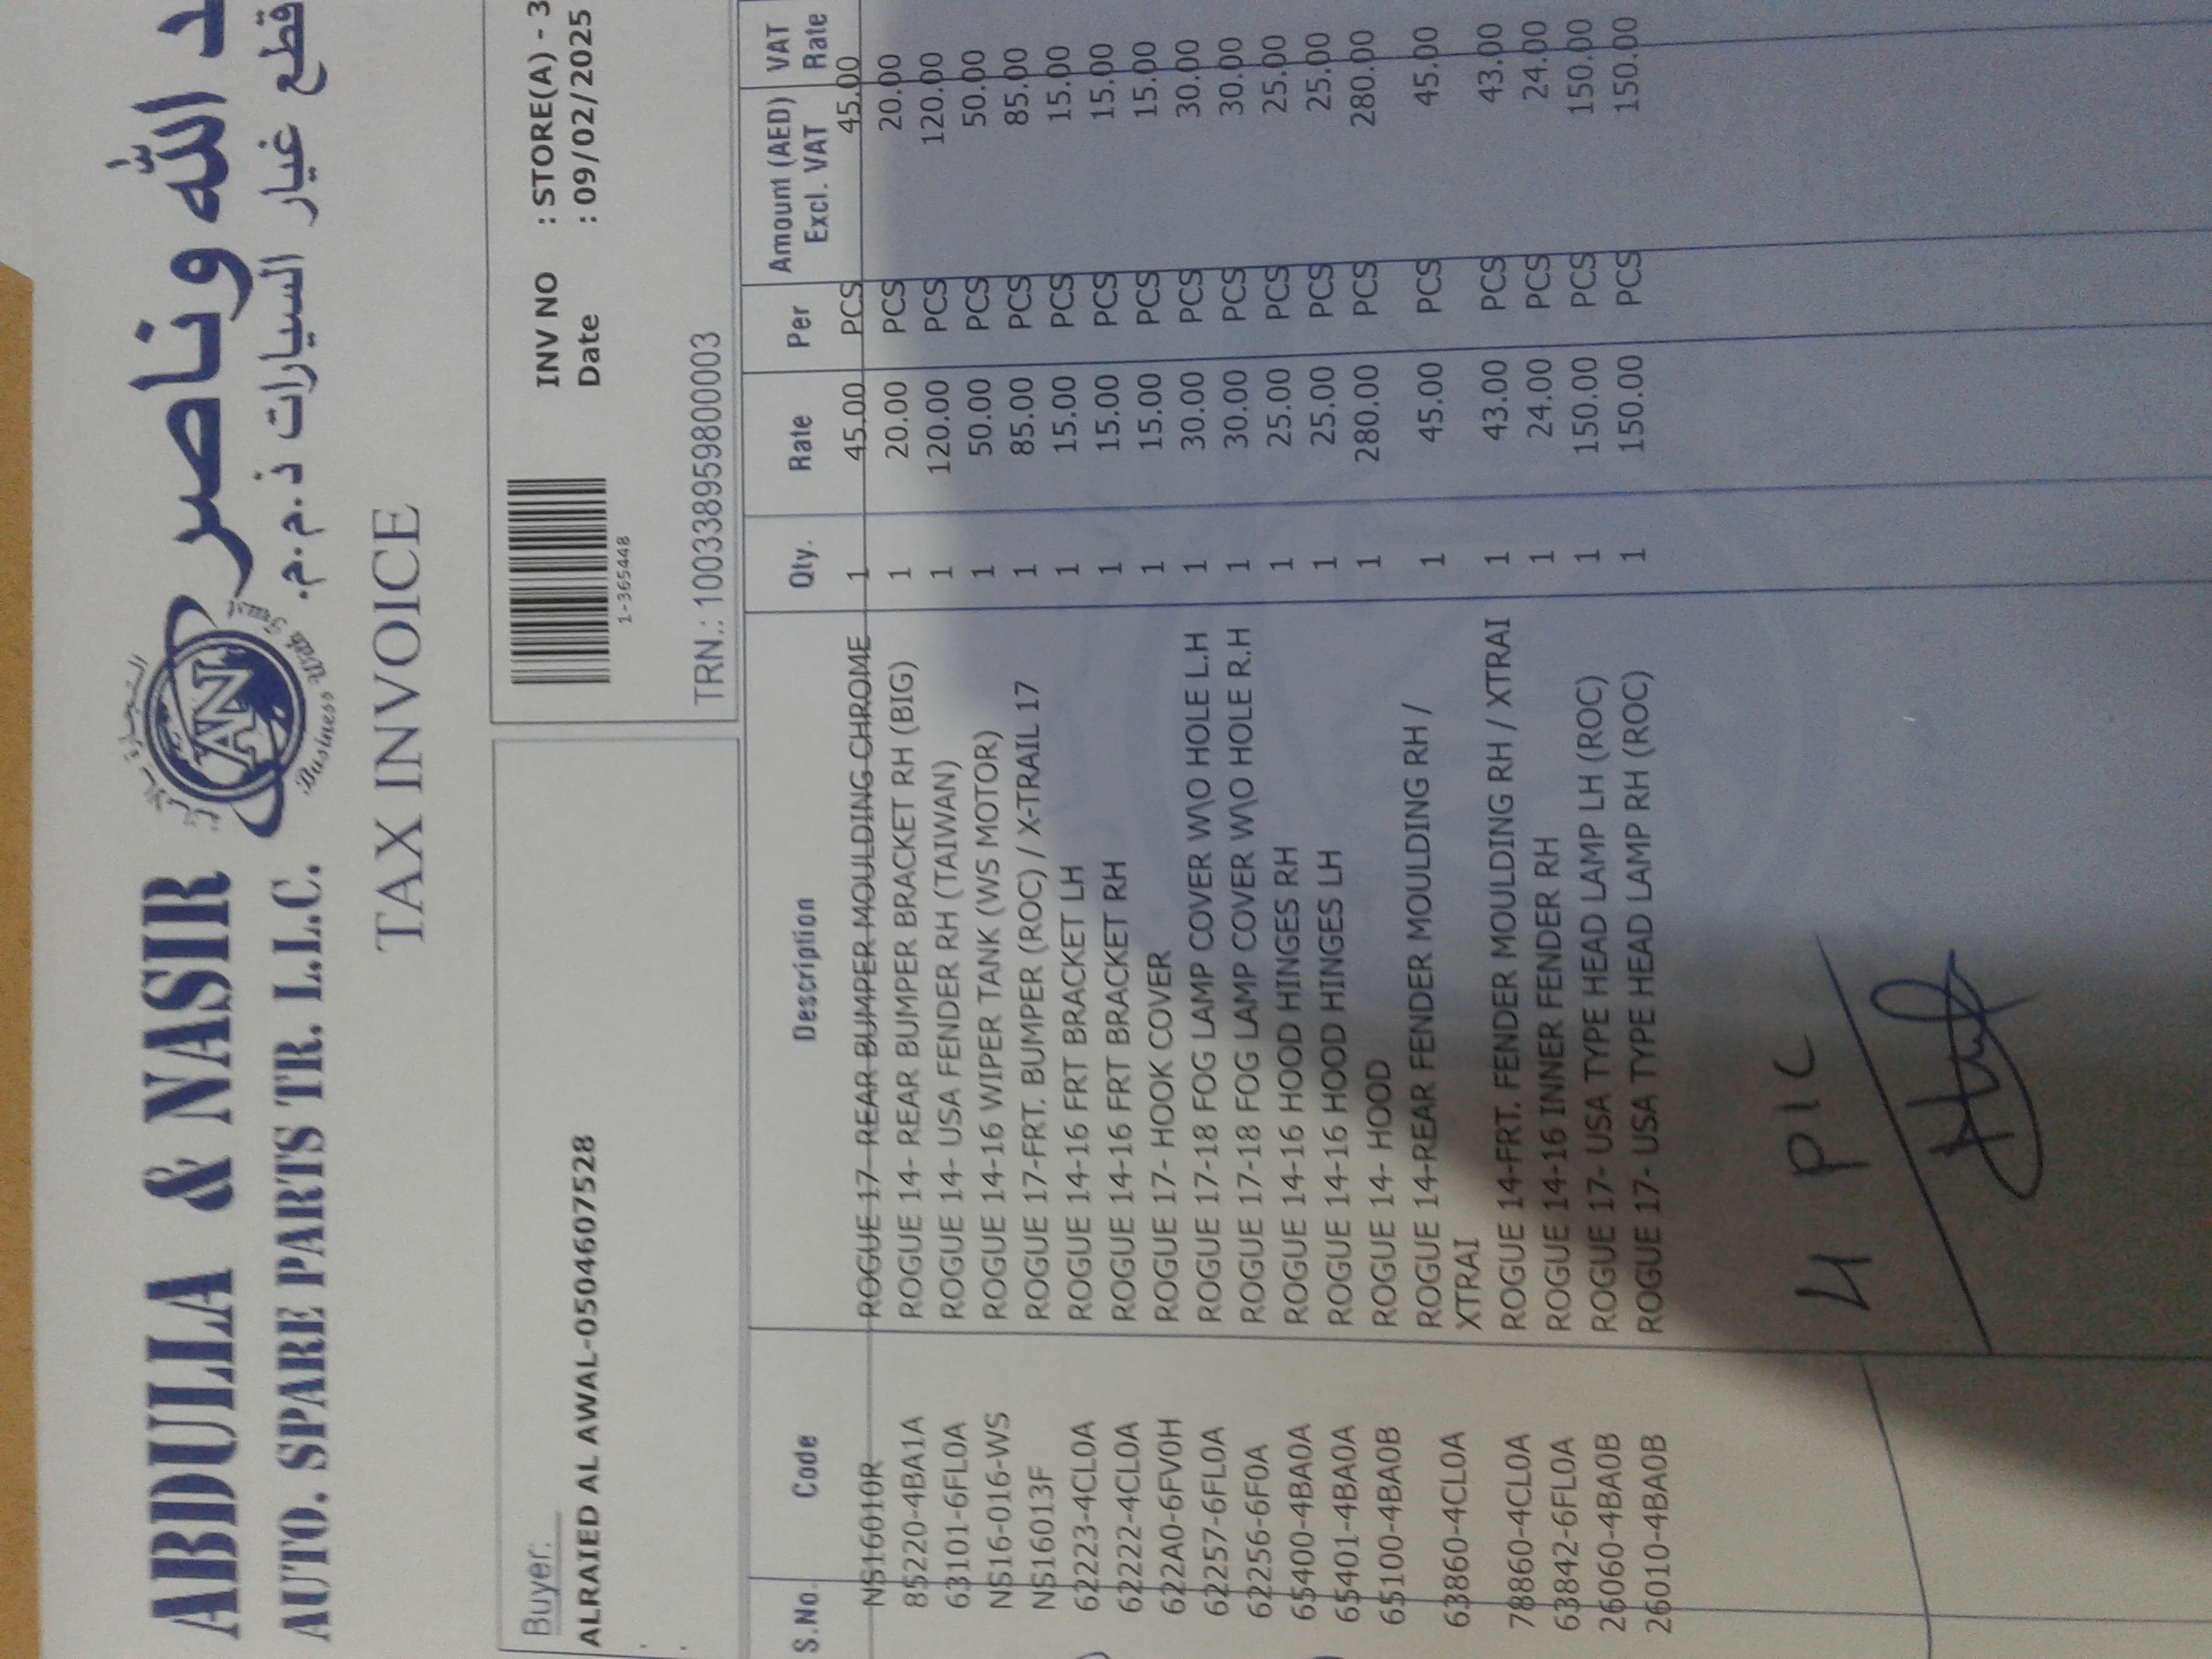 ABDULLA & NASIR
AUTO. SPARE PARTS TR. L.L.C.
الله وناصر
قطع غيار السيارات ذ.م.م.
AN
Business With
TAX INVOICE
Buyer:
ALRAIED AL AWAL-0504607528
1-365448
INV NO : STORE(A) - 3
Date : 09/02/2025
TRN.: 100338959800003
S.No. Code Description Qty. Rate Per Amount (AED) Excl. VAT VAT Rate
NS16010R ROGUE 17- REAR BUMPER MOULDING CHROME 1 45.00 PCS 45.00
85220-4BA1A ROGUE 14- REAR BUMPER BRACKET RH (BIG) 1 20.00 PCS 20.00
63101-6FL0A ROGUE 14- USA FENDER RH (TAIWAN) 1 120.00 PCS 120.00
NS16-016-WS ROGUE 14-16 WIPER TANK (WS MOTOR) 1 50.00 PCS 50.00
NS16013F ROGUE 17-FRT. BUMPER (ROC) / X-TRAIL 17 1 85.00 PCS 85.00
62223-4CL0A ROGUE 14-16 FRT BRACKET LH 1 15.00 PCS 15.00
62222-4CL0A ROGUE 14-16 FRT BRACKET RH 1 15.00 PCS 15.00
622A0-6FV0H ROGUE 17- HOOK COVER 1 15.00 PCS 15.00
62257-6FL0A ROGUE 17-18 FOG LAMP COVER W\O HOLE L.H 1 30.00 PCS 30.00
62256-6F0A ROGUE 17-18 FOG LAMP COVER W\O HOLE R.H 1 30.00 PCS 30.00
65400-4BA0A ROGUE 14-16 HOOD HINGES RH 1 25.00 PCS 25.00
65401-4BA0A ROGUE 14-16 HOOD HINGES LH 1 25.00 PCS 25.00
65100-4BA0B ROGUE 14- HOOD 1 280.00 PCS 280.00
63860-4CL0A ROGUE 14-REAR FENDER MOULDING RH / 1 45.00 PCS 45.00
XTRAI
78860-4CL0A ROGUE 14-FRT. FENDER MOULDING RH / XTRAI 1 43.00 PCS 43.00
63842-6FL0A ROGUE 14-16 INNER FENDER RH 1 24.00 PCS 24.00
26060-4BA0B ROGUE 17- USA TYPE HEAD LAMP LH (ROC) 1 150.00 PCS 150.00
26010-4BA0B ROGUE 17- USA TYPE HEAD LAMP RH (ROC) 1 150.00 PCS 150.00
4 PIC